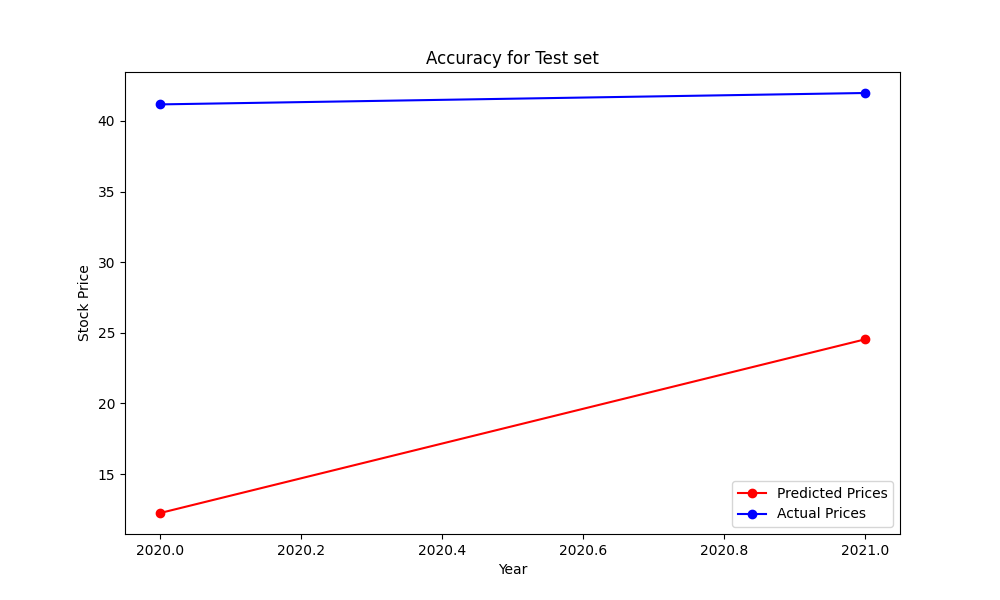 Accuracy for Test set
Stock Price
40
35
30
25
20
15
2020.0
2020.2
2020.4
2020.6
2020.8
2021.0
Year
Predicted Prices
Actual Prices